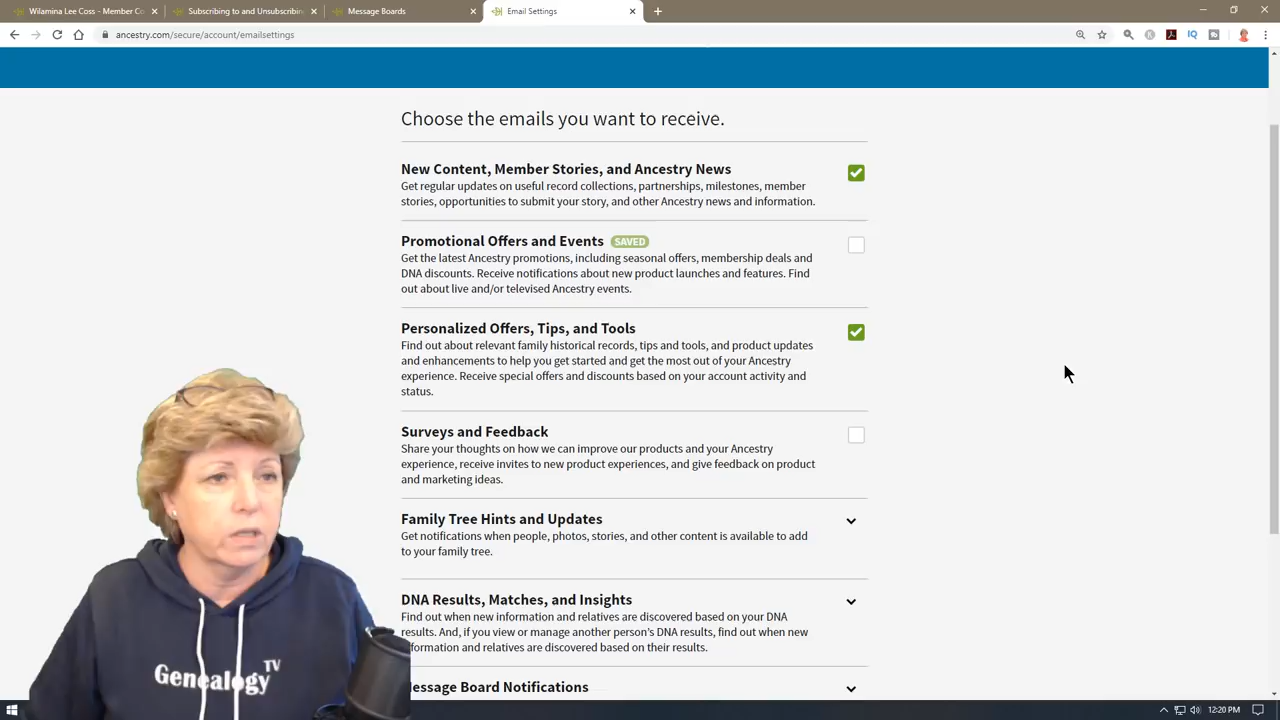 Wilamina Lee Coss - Member Co
Subscribing to and Unsubscribin
Message Boards
Email Settings
ancestry.com/secure/account/emailsettings
Choose the emails you want to receive.
New Content, Member Stories, and Ancestry News
Get regular updates on useful record collections, partnerships, milestones, member
stories, opportunities to submit your story, and other Ancestry news and information.
Promotional Offers and Events SAVED
Get the latest Ancestry promotions, including seasonal offers, membership deals and
DNA discounts. Receive notifications about new product launches and features. Find
out about live and/or televised Ancestry events.
Personalized Offers, Tips, and Tools
Find out about relevant family historical records, tips and tools, and product updates
and enhancements to help you get started and get the most out of your Ancestry
experience. Receive special offers and discounts based on your account activity and
status.
Surveys and Feedback
Share your thoughts on how we can improve our products and your Ancestry
experience, receive invites to new product experiences, and give feedback on product
and marketing ideas.
Family Tree Hints and Updates
Get notifications when people, photos, stories, and other content is available to add
to your family tree.
DNA Results, Matches, and Insights
Find out when new information and relatives are discovered based on your DNA
results. And, if you view or manage another person's DNA results, find out when new
formation and relatives are discovered based on their results.
essage Board Notifications
Genealogy TV
IQ
12:20 PM